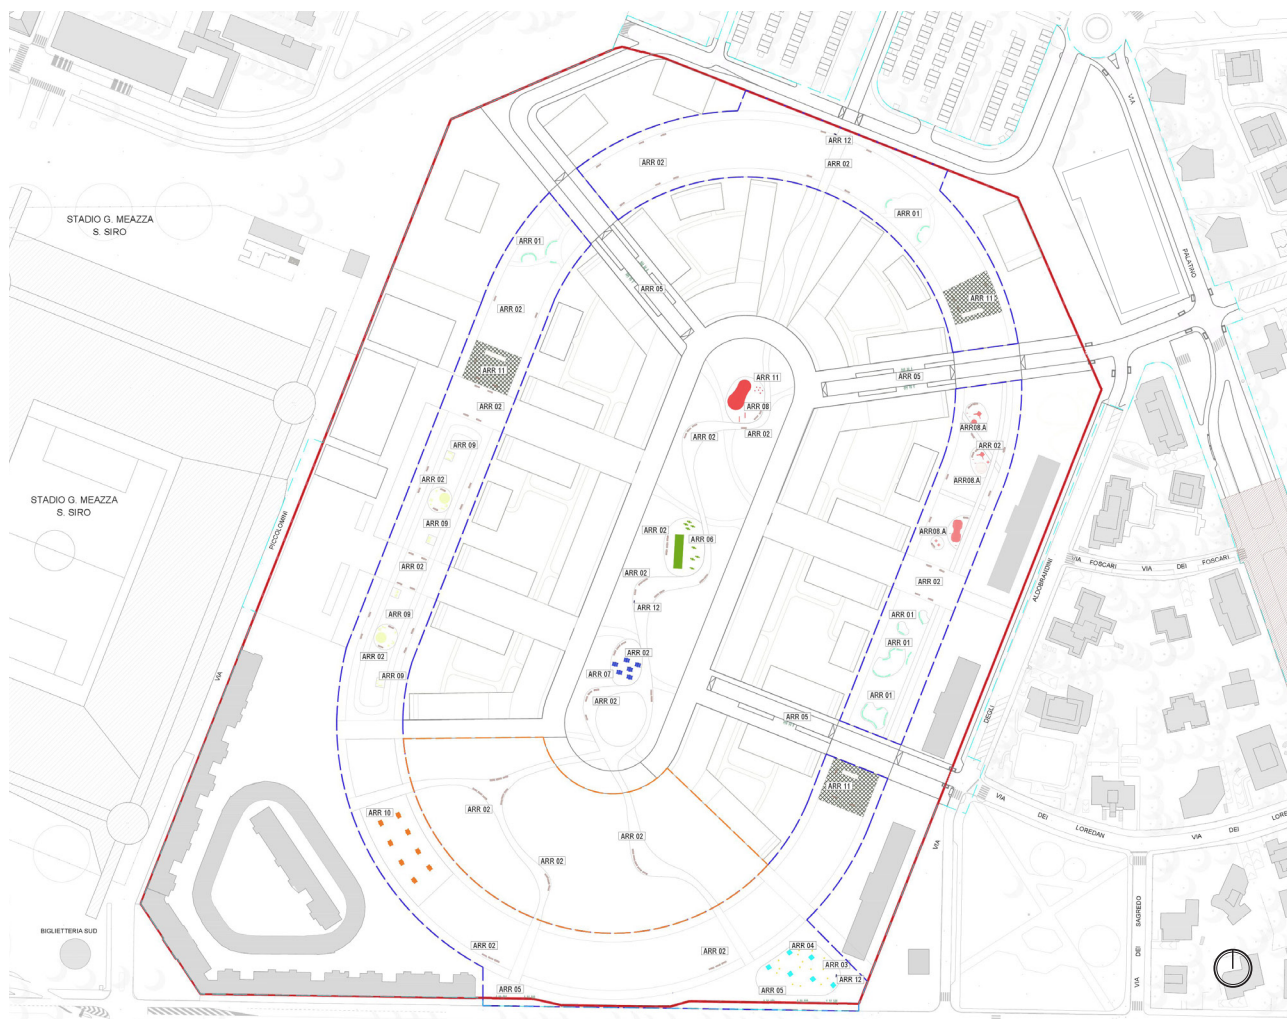 VIA
ARR 12
ARR 02
ARR 02
ARR 01
STADIO G. MEAZZA
S. SIRO
ARR 01
PALATINO
ARR 05
ARR 11
ARR 02
ARR 11
ARR 05
ARR 11
ARR 02
ARR 08
ARR08.A
ARR 02
ARR 02
ARR 09
ARR 02
ARR 02
ARR08.A
STADIO G. MEAZZA
S. SIRO
PICCOLOMINI
ARR 09
ARR 02
ARR 06
ARR08.A
ARR 02
ARR 02
ARR 02
VIA FOSCARI VIA DEI FOSCARI
ALDOBRANDINI
ARR 09
ARR 12
ARR 01
ARR 02
ARR 02
ARR 01
VIA
ARR 09
ARR 07
ARR 02
ARR 01
ARR 05
DEGLI
ARR 11
VIA DEI LOREDAN VIA DEI
ARR 10
ARR 02
ARR 02
VIA
ARR 02
BIGLIETTERIA SUD
ARR 02
ARR 02
ARR 04
ARR 03
ARR 12
ARR 05
ARR 05
VIA DEI SAGREDO